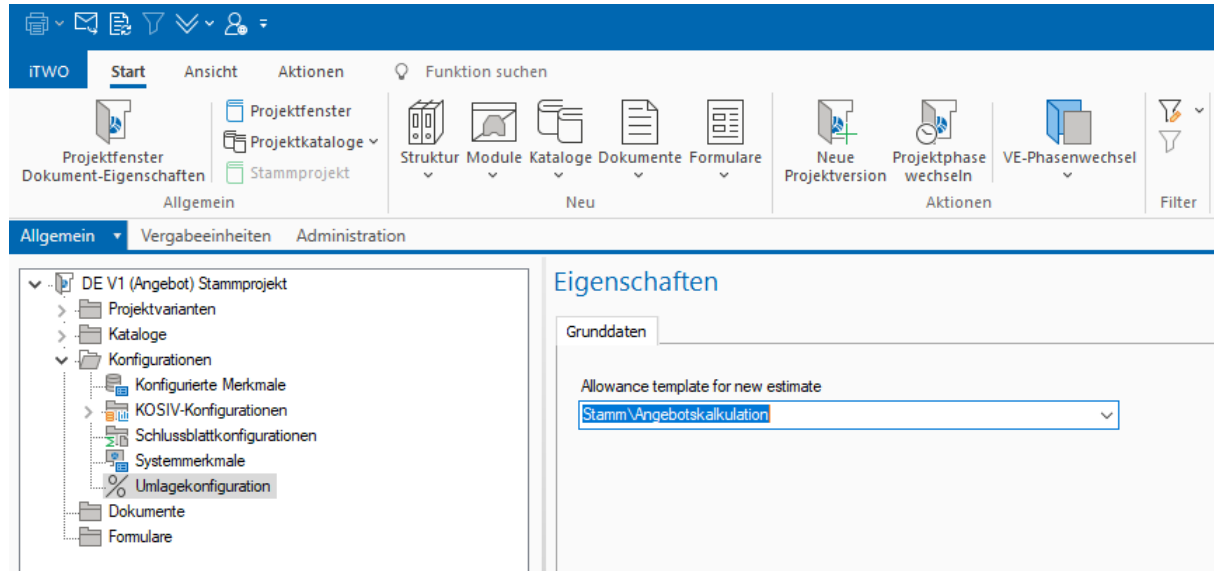 iTWO Start Ansicht Aktionen Funktion suchen
Projektfenster
Dokument-Eigenschaften
Projektfenster
Projektkataloge
Stammprojekt
Allgemein
Struktur Module Kataloge Dokumente Formulare
Neu
Neue
Projektversion
Projektphase
wechseln
VE-Phasenwechsel
Aktionen
Filter
Allgemein Vergabeeinheiten Administration
DE V1 (Angebot) Stammprojekt
Projektvarianten
Kataloge
Konfigurationen
Konfigurierte Merkmale
KOSIV-Konfigurationen
Schlussblattkonfigurationen
Systemmerkmale
Umlagekonfiguration
Dokumente
Formulare
Eigenschaften
Grunddaten
Allowance template for new estimate
Stamm\Angebotskalkulation